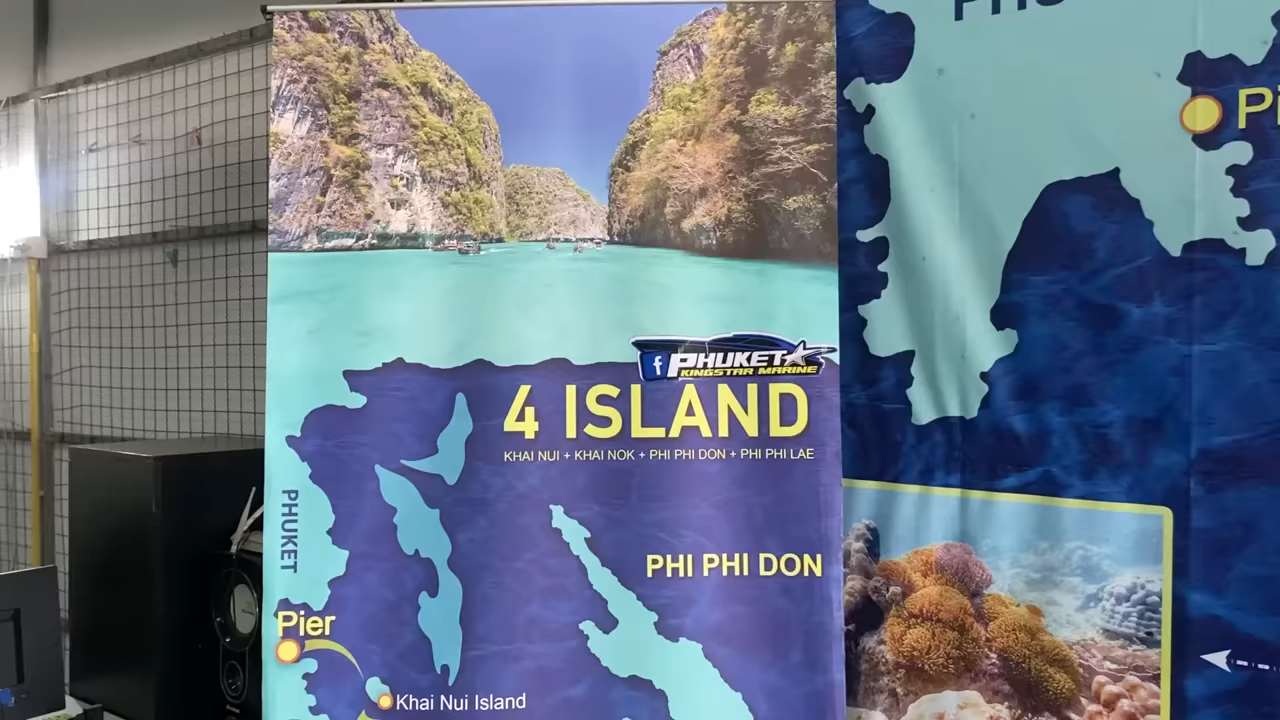 f PHUKET
KINGSTAR MARINE
4 ISLAND
KHAI NUI + KHAI NOK + PHI PHI DON + PHI PHI LAE
PHUKET
PHI PHI DON
Pier
Khai Nui Island